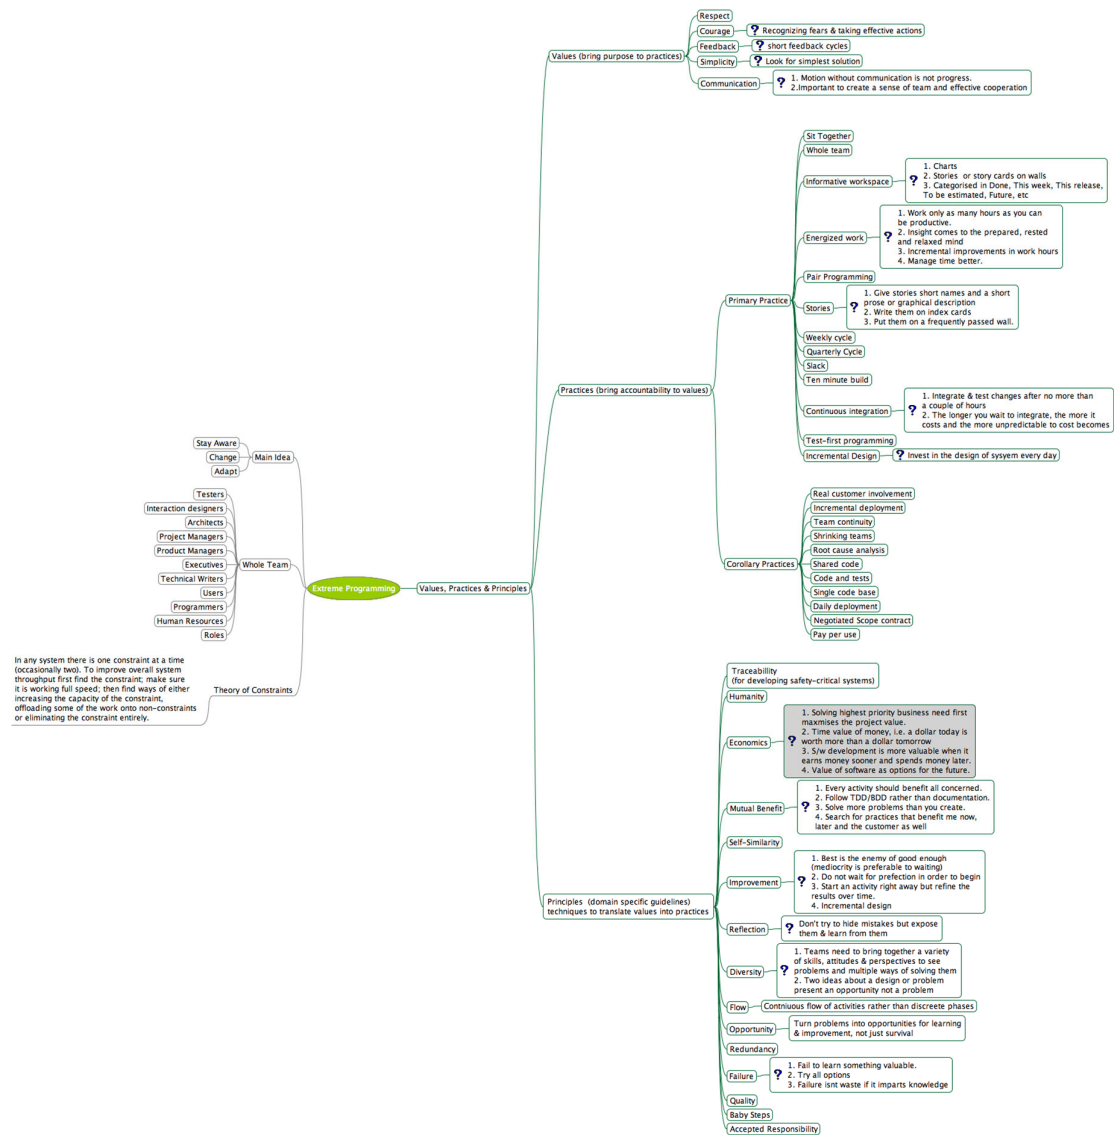 Extreme Programming
Main Idea
Stay Aware
Change
Adapt
Whole Team
Testers
Interaction designers
Architects
Project Managers
Product Managers
Executives
Technical Writers
Users
Programmers
Human Resources
Roles
Theory of Constraints
In any system there is one constraint at a time
(occasionally two). To improve overall system
throughput first find the constraint; make sure
it is working full speed; then find ways of either
increasing the capacity of the constraint,
offloading some of the work onto non-constraints
or eliminating the constraint entirely.
Values, Practices & Principles
Values (bring purpose to practices)
Respect
Courage
? Recognizing fears & taking effective actions
Feedback
? short feedback cycles
Simplicity
? Look for simplest solution
Communication
?
1. Motion without communication is not progress.
2.Important to create a sense of team and effective cooperation
Practices (bring accountability to values)
Primary Practice
Sit Together
Whole team
Informative workspace
?
1. Charts
2. Stories or story cards on walls
3. Categorised in Done, This week, This release,
To be estimated, Future, etc
Energized work
?
1. Work only as many hours as you can
be productive.
2. Insight comes to the prepared, rested
and relaxed mind
3. Incremental improvements in work hours
4. Manage time better.
Pair Programming
Stories
?
1. Give stories short names and a short
prose or graphical description
2. Write them on index cards
3. Put them on a frequently passed wall.
Weekly cycle
Quarterly Cycle
Slack
Ten minute build
Continuous integration
?
1. Integrate & test changes after no more than
a couple of hours
2. The longer you wait to integrate, the more it
costs and the more unpredictable to cost becomes
Test-first programming
Incremental Design
? Invest in the design of sysyem every day
Corollary Practices
Real customer involvement
Incremental deployment
Team continuity
Shrinking teams
Root cause analysis
Shared code
Code and tests
Single code base
Daily deployment
Negotiated Scope contract
Pay per use
Principles (domain specific guidelines)
techniques to translate values into practices
Traceabillity
(for developing safety-critical systems)
Humanity
Economics
?
1. Solving highest priority business need first
maxmises the project value.
2. Time value of money, i.e. a dollar today is
worth more than a dollar tomorrow
3. S/w development is more valuable when it
earns money sooner and spends money later.
4. Value of software as options for the future.
Mutual Benefit
?
1. Every activity should benefit all concerned.
2. Follow TDD/BDD rather than documentation.
3. Solve more problems than you create.
4. Search for practices that benefit me now,
later and the customer as well
Self-Similarity
Improvement
?
1. Best is the enemy of good enough
(mediocrity is preferable to waiting)
2. Do not wait for prefection in order to begin
3. Start an activity right away but refine the
results over time.
4. Incremental design
Reflection
?
Don't try to hide mistakes but expose
them & learn from them
Diversity
?
1. Teams need to bring together a variety
of skills, attitudes & perspectives to see
problems and multiple ways of solving them
2. Two ideas about a design or problem
present an opportunity not a problem
Flow
Contniuous flow of activities rather than discreete phases
Opportunity
Turn problems into opportunities for learning
& improvement, not just survival
Redundancy
Failure
?
1. Fail to learn something valuable.
2. Try all options
3. Failure isnt waste if it imparts knowledge
Quality
Baby Steps
Accepted Responsibility